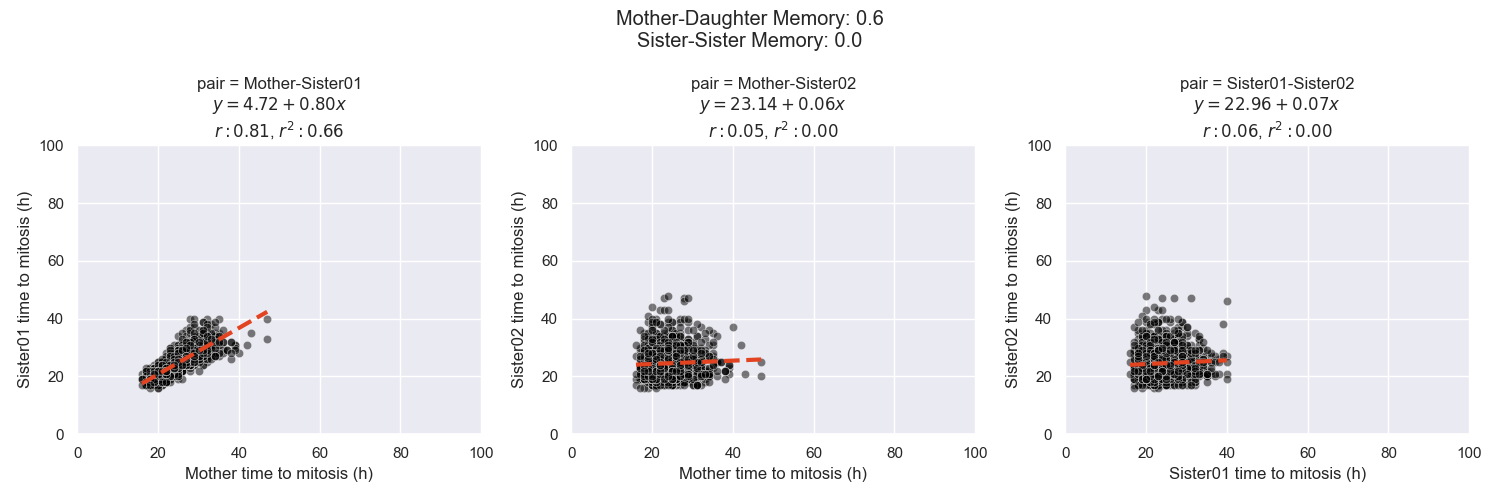 Mother-Daughter Memory: 0.6
Sister-Sister Memory: 0.0
pair = Mother-Sister01
y = 4.72 + 0.80x
r : 0.81, r² : 0.66
100
80
60
40
20
0
Sister01 time to mitosis (h)
0 20 40 60 80 100
Mother time to mitosis (h)
pair = Mother-Sister02
y = 23.14 + 0.06x
r : 0.05, r² : 0.00
100
80
60
40
20
0
Sister02 time to mitosis (h)
0 20 40 60 80 100
Mother time to mitosis (h)
pair = Sister01-Sister02
y = 22.96 + 0.07x
r : 0.06, r² : 0.00
100
80
60
40
20
0
Sister02 time to mitosis (h)
0 20 40 60 80 100
Sister01 time to mitosis (h)